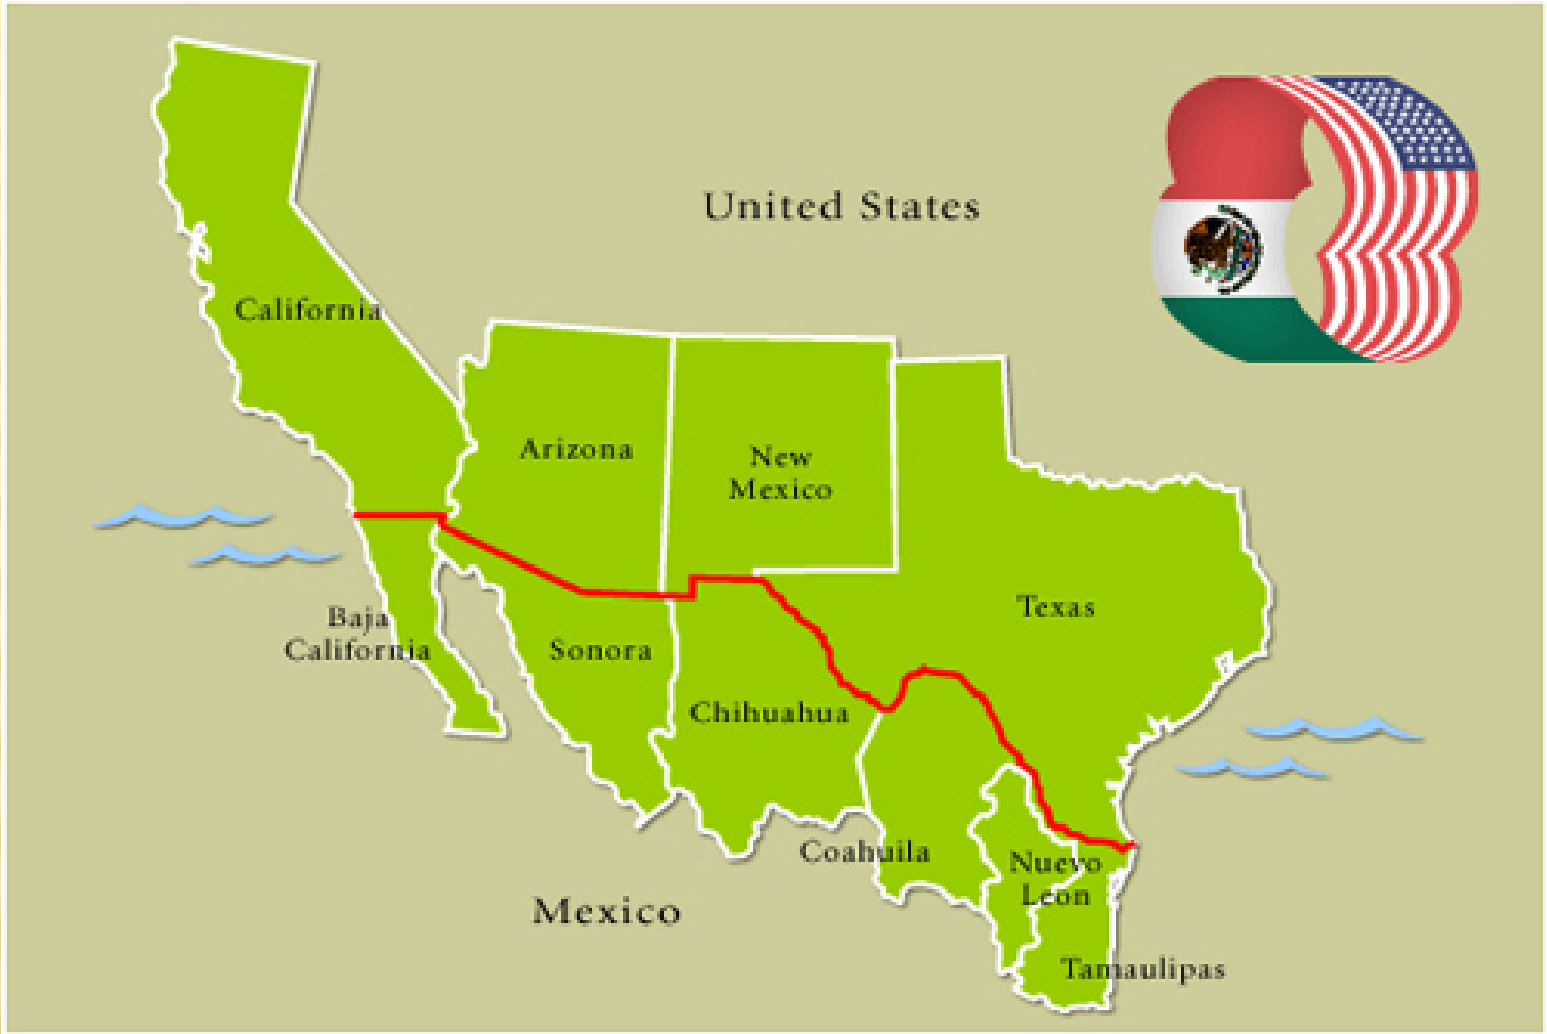 United States
California
Arizona
New
Mexico
Texas
Baja
California
Sonora
Chihuahua
Coahuila
Nuevo
Leon
Mexico
Tamaulipas